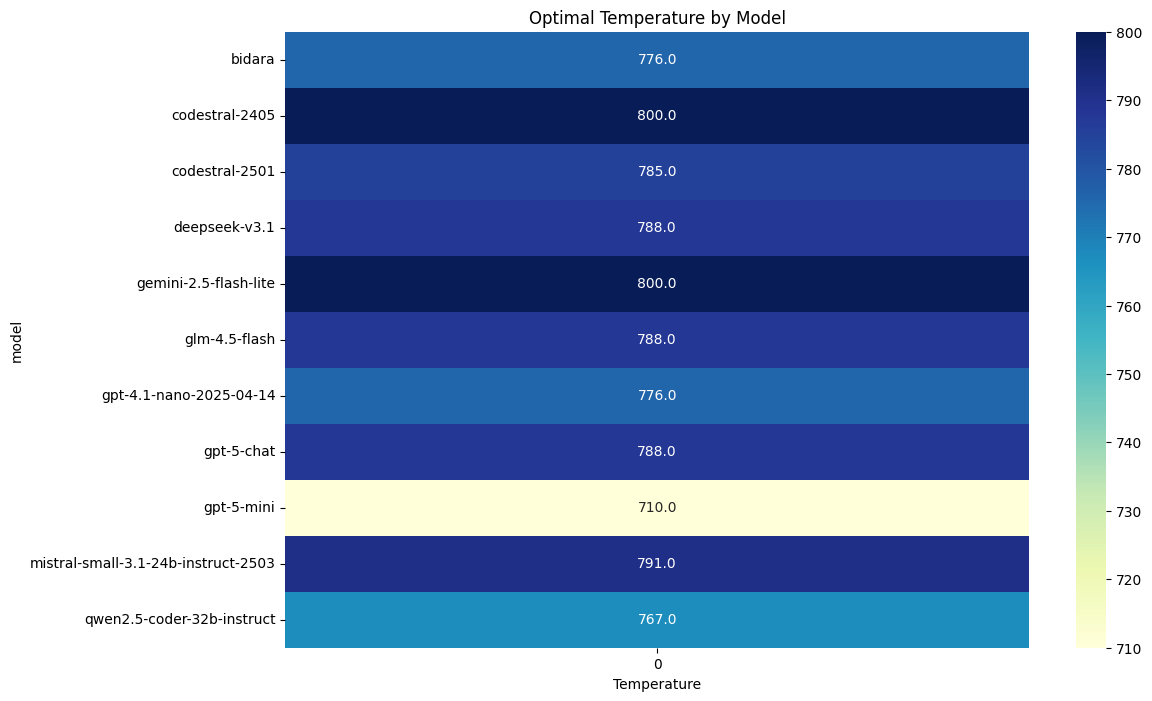 Optimal Temperature by Model
model
bidara
776.0
codestral-2405
800.0
codestral-2501
785.0
deepseek-v3.1
788.0
gemini-2.5-flash-lite
800.0
glm-4.5-flash
788.0
gpt-4.1-nano-2025-04-14
776.0
gpt-5-chat
788.0
gpt-5-mini
710.0
mistral-small-3.1-24b-instruct-2503
791.0
qwen2.5-coder-32b-instruct
767.0
0
Temperature
800
790
780
770
760
750
740
730
720
710